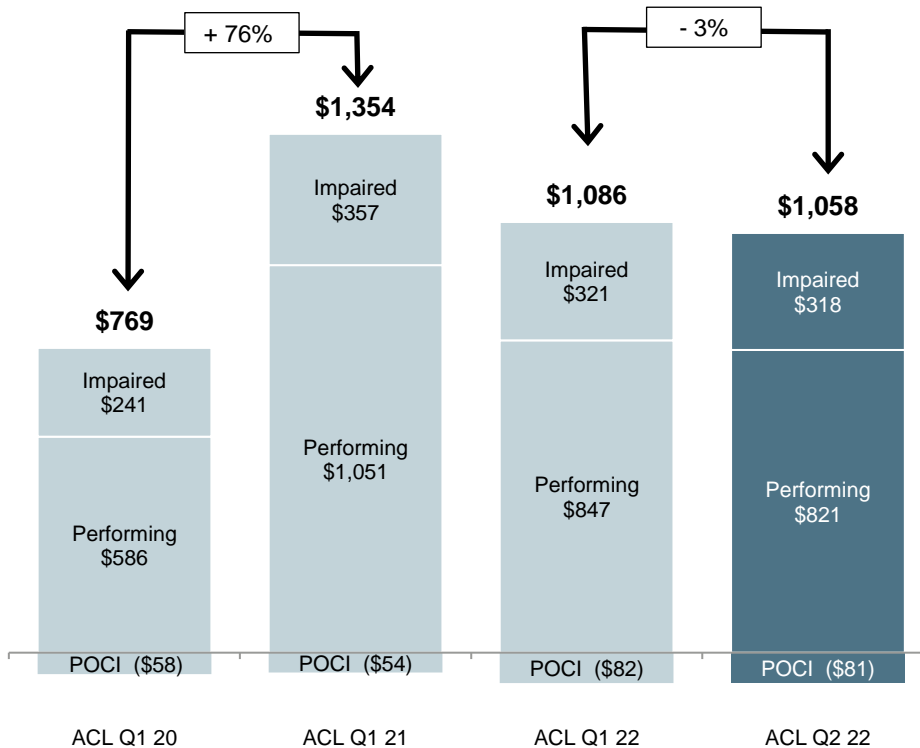 + 76%
- 3%
$1,354
Impaired
$357
$1,086
$1,058
Impaired
$321
Impaired
$318
$769
Impaired
$241
Performing
$1,051
Performing
$847
Performing
$821
Performing
$586
POCI ($58)
POCI ($54)
POCI ($82)
POCI ($81)
ACL Q1 20
ACL Q1 21
ACL Q1 22
ACL Q2 22